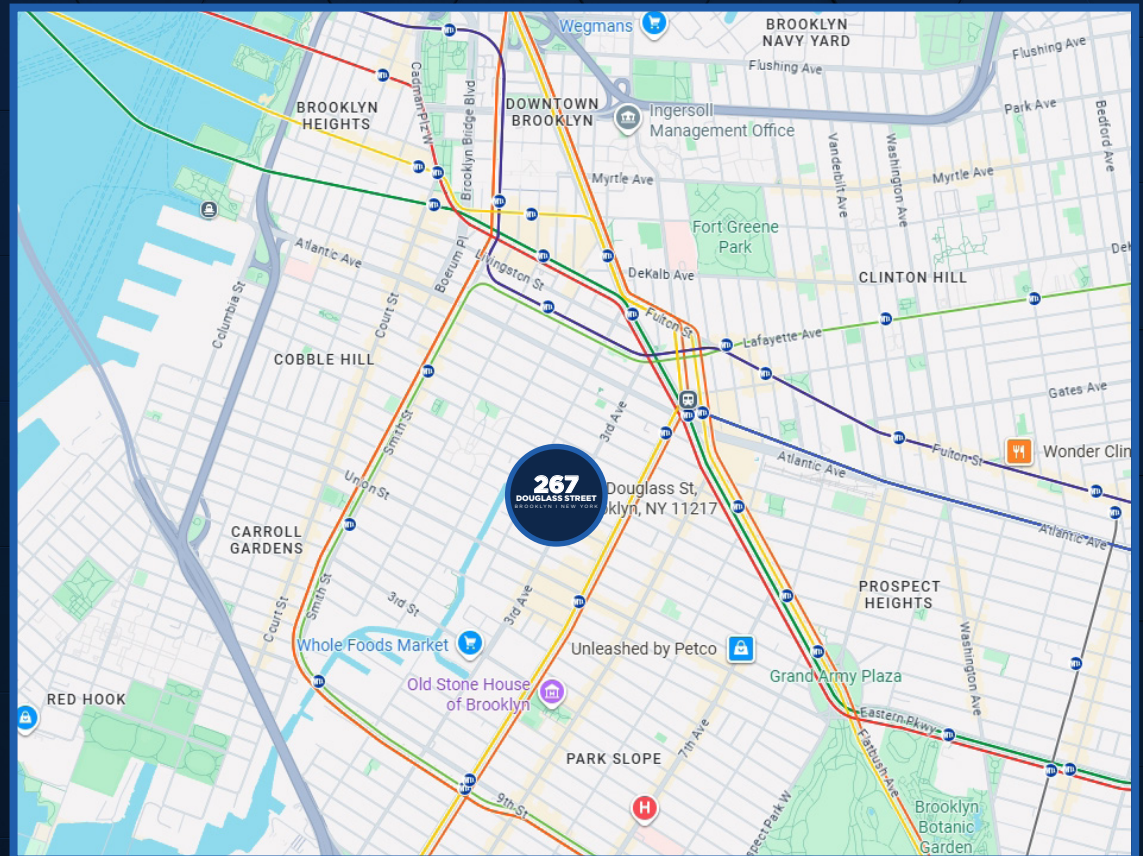 Wegmans
BROOKLYN
NAVY YARD
Flushing Ave
Flushing Ave
Cadman Plz W
Brooklyn Bridge Blvd
BROOKLYN
HEIGHTS
DOWNTOWN
BROOKLYN
Ingersoll
Management Office
Park Ave
Bedford Ave
Vanderbilt Ave
Washington Ave
Myrtle Ave
Myrtle Ave
Fort Greene
Park
Atlantic Ave
Boerum Pl
Livingston St
DeKalb Ave
CLINTON HILL
Columbia St
Court St
Fulton St
Lafayette Ave
COBBLE HILL
Gates Ave
Smith St
3rd Ave
Atlantic Ave
Fulton St
Wonder Clin
Union St
267
DOUGLASS STREET
BROOKLYN | NEW YORK
Douglass St,
oklyn, NY 11217
Atlantic Ave
CARROLL
GARDENS
PROSPECT
HEIGHTS
Smith St
Court St
3rd St
3rd Ave
Washington Ave
Whole Foods Market
Unleashed by Petco
Grand Army Plaza
Old Stone House
of Brooklyn
RED HOOK
Eastern Pkwy
Flatbush Ave
7th Ave
PARK SLOPE
9th St
H
spect Park W
Brooklyn
Botanic
Garden